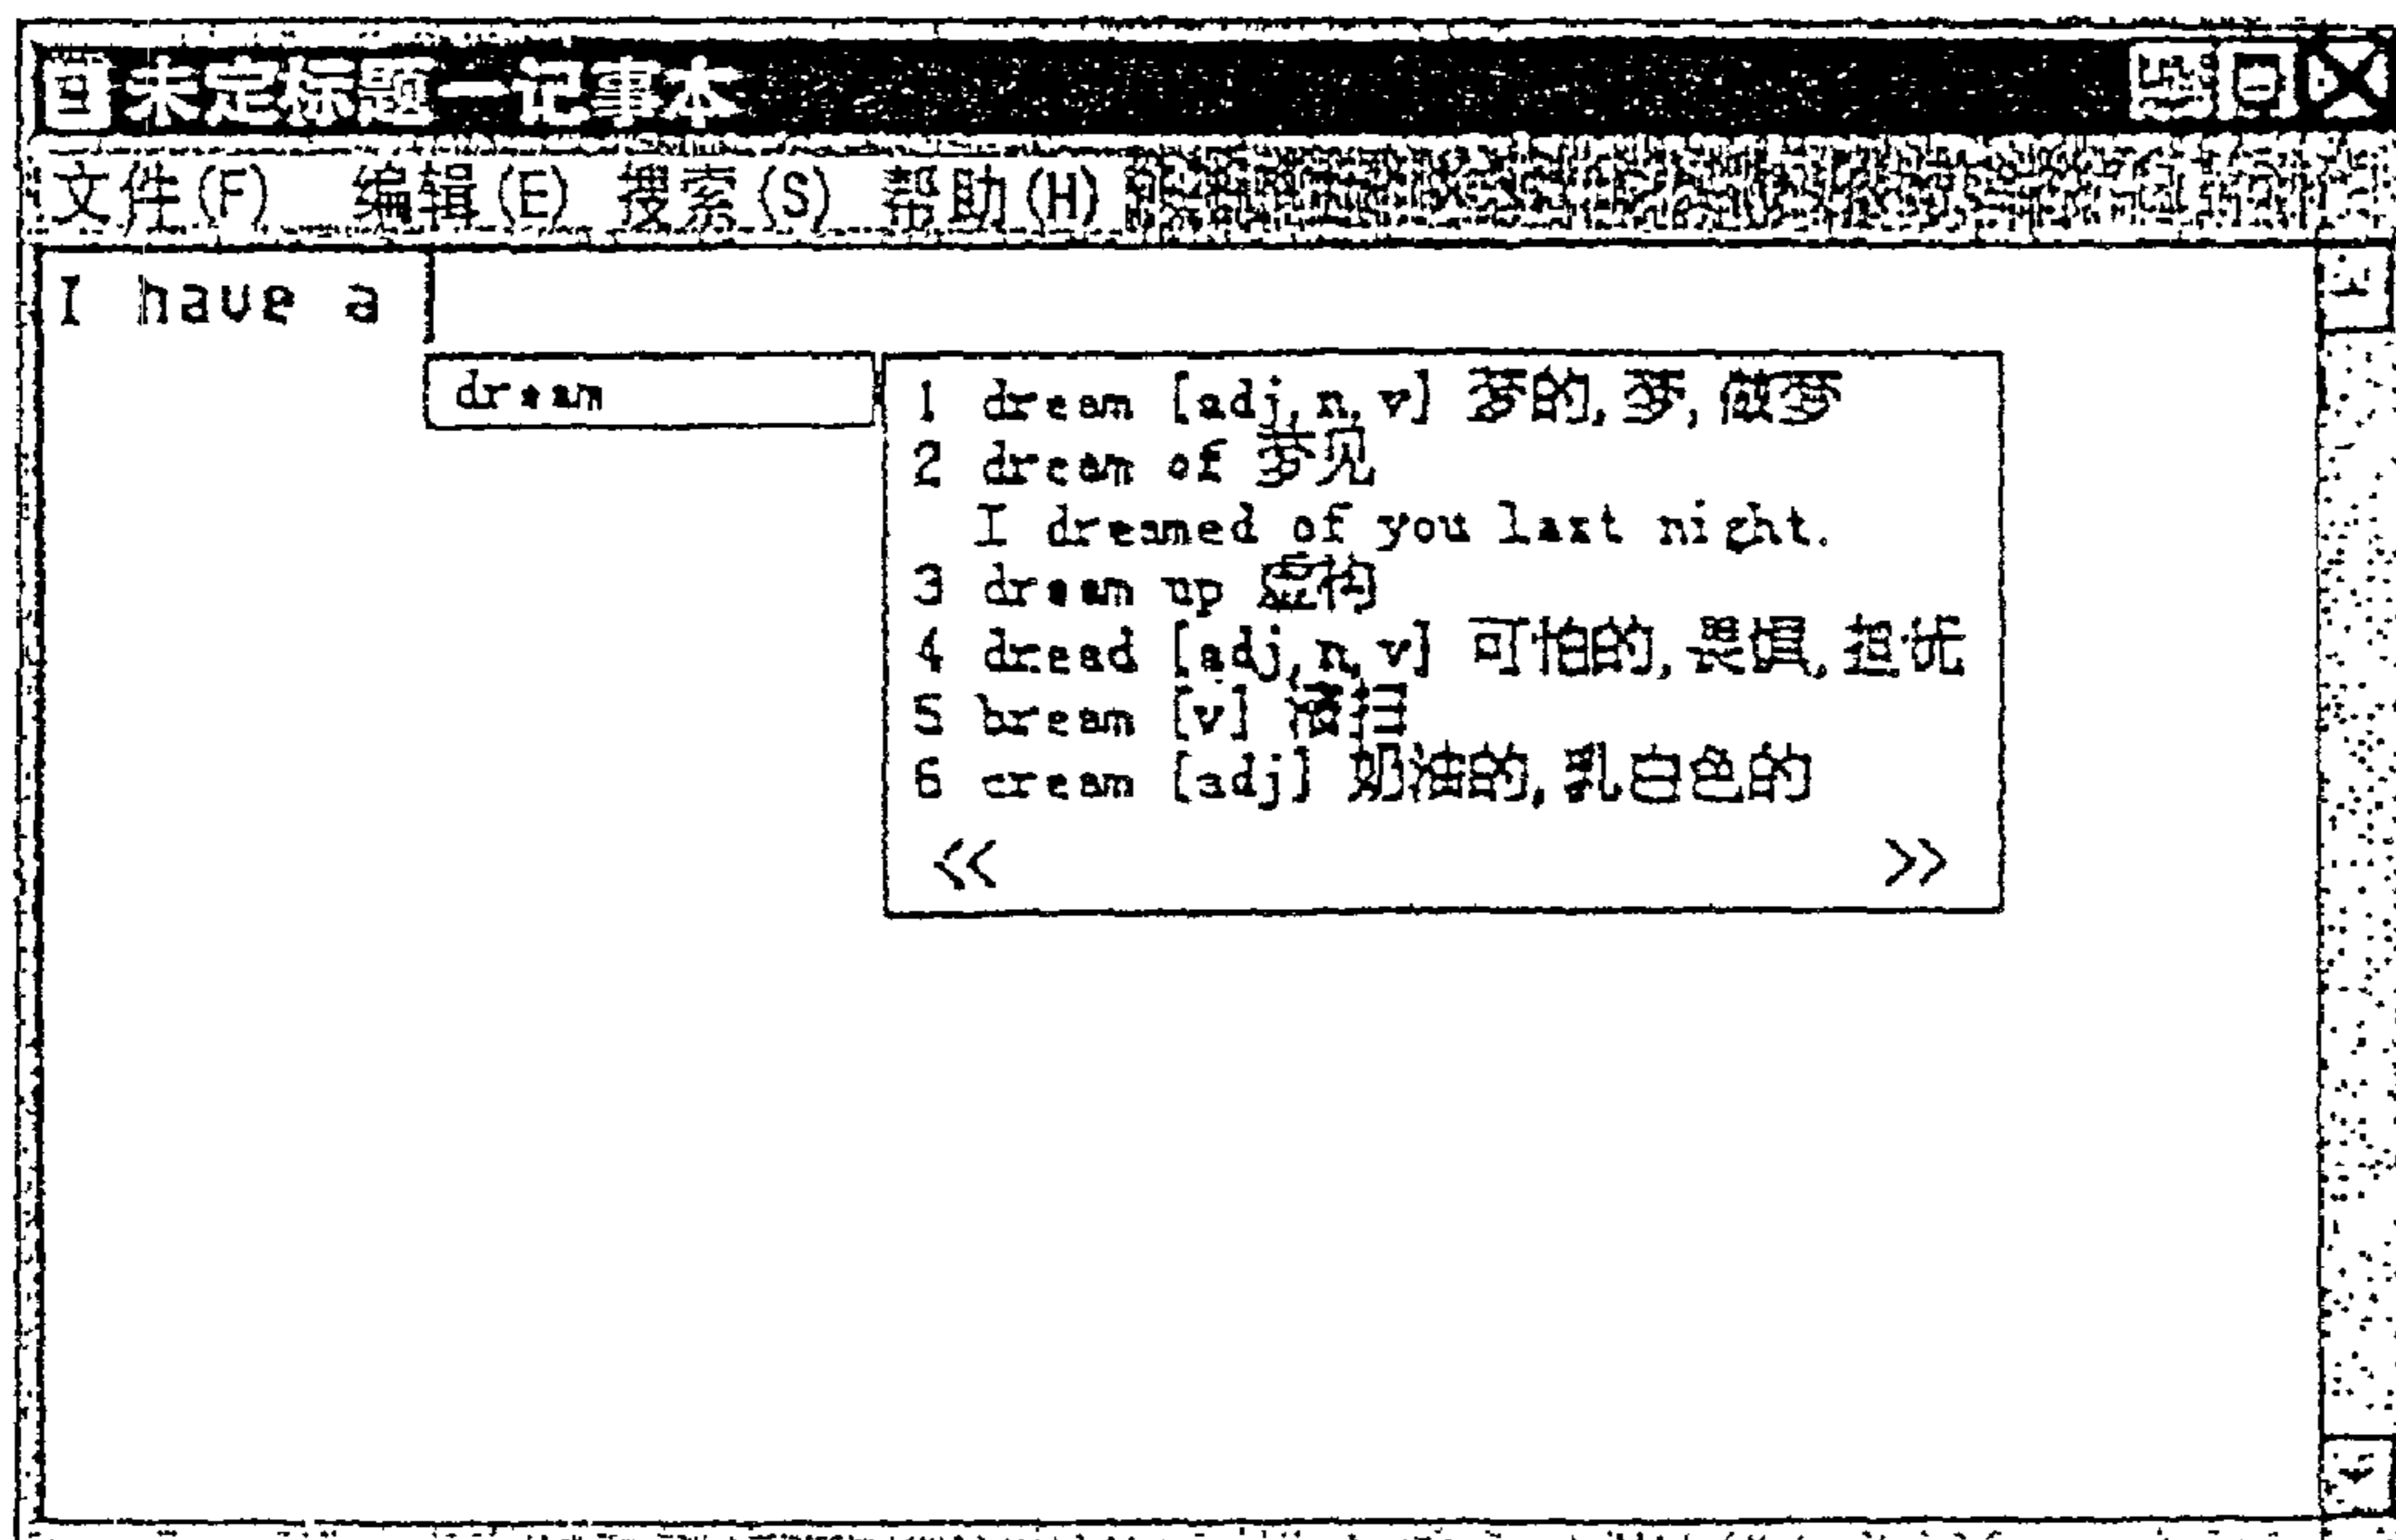 未定标题—记事本
文件(F) 编辑(E) 搜索(S) 帮助(H)
I have a
dream
1 dream [adj, n, v] 梦的, 梦, 做梦
2 dream of 梦见
I dreamed of you last night.
3 dream up 虚构
4 dread [adj, n, v] 可怕的, 畏惧, 担忧
5 bream [v]
6 cream [adj] 奶油的, 乳白色的
<< >>